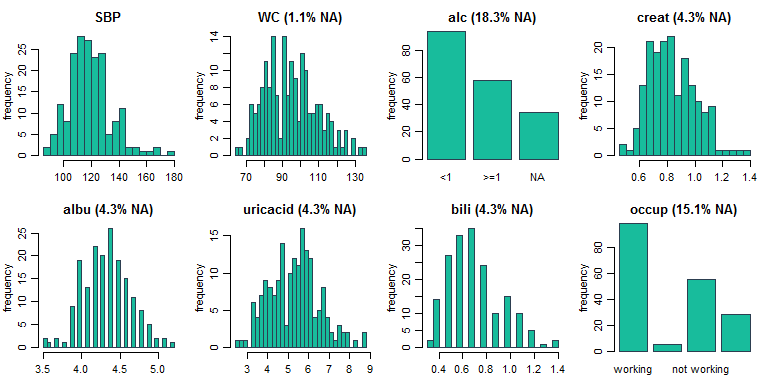 SBP
WC (1.1% NA)
alc (18.3% NA)
creat (4.3% NA)
frequency
0 5 10 15 20 25
100 120 140 160 180
frequency
0 2 4 6 8 10 14
70 90 110 130
frequency
0 20 40 60 80
<1 >=1 NA
frequency
0 5 10 15 20
0.6 0.8 1.0 1.2 1.4
albu (4.3% NA)
uricacid (4.3% NA)
bili (4.3% NA)
occup (15.1% NA)
frequency
0 5 10 15 20 25
3.5 4.0 4.5 5.0
frequency
0 5 10 15
3 4 5 6 7 8 9
frequency
0 5 15 25 35
0.4 0.6 0.8 1.0 1.2 1.4
frequency
0 20 40 60 80
working not working